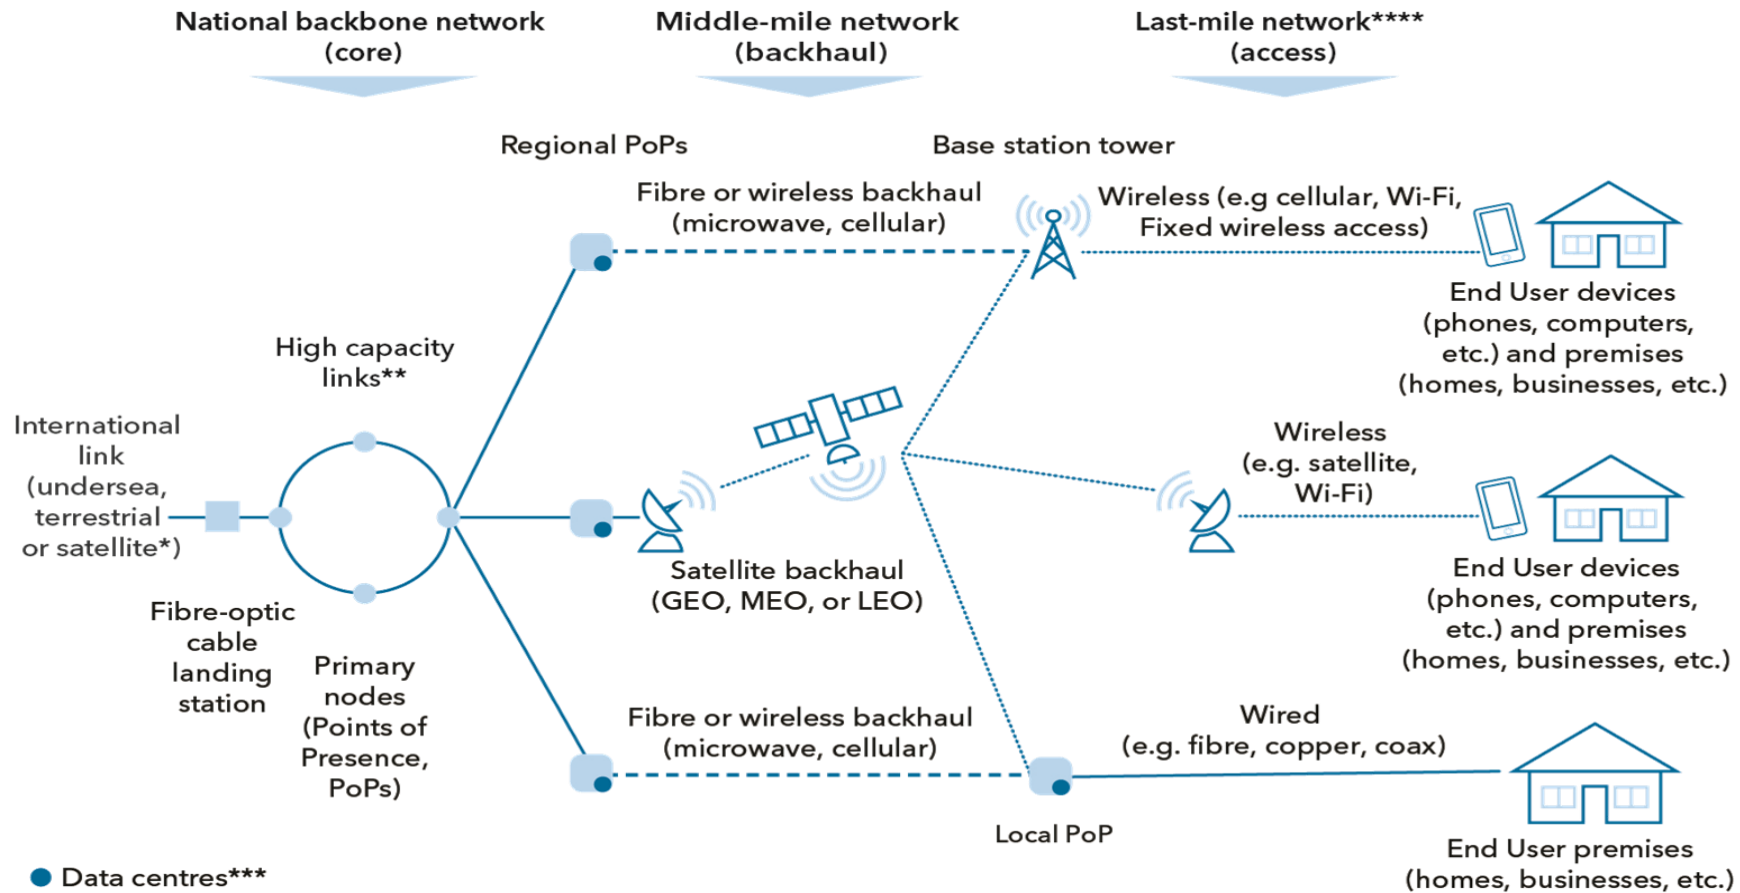 National backbone network
(core)
Middle-mile network
(backhaul)
Last-mile network****
(access)
Regional PoPs
Base station tower
Fibre or wireless backhaul
(microwave, cellular)
Wireless (e.g cellular, Wi-Fi,
Fixed wireless access)
End User devices
(phones, computers,
etc.) and premises
(homes, businesses, etc.)
High capacity
links**
International
link
(undersea,
terrestrial
or satellite*)
Wireless
(e.g. satellite,
Wi-Fi)
Satellite backhaul
(GEO, MEO, or LEO)
End User devices
(phones, computers,
etc.) and premises
(homes, businesses, etc.)
Fibre-optic
cable
landing
station
Primary
nodes
(Points of
Presence,
PoPs)
Fibre or wireless backhaul
(microwave, cellular)
Wired
(e.g. fibre, copper, coax)
Local PoP
End User premises
(homes, businesses, etc.)
Data centres***